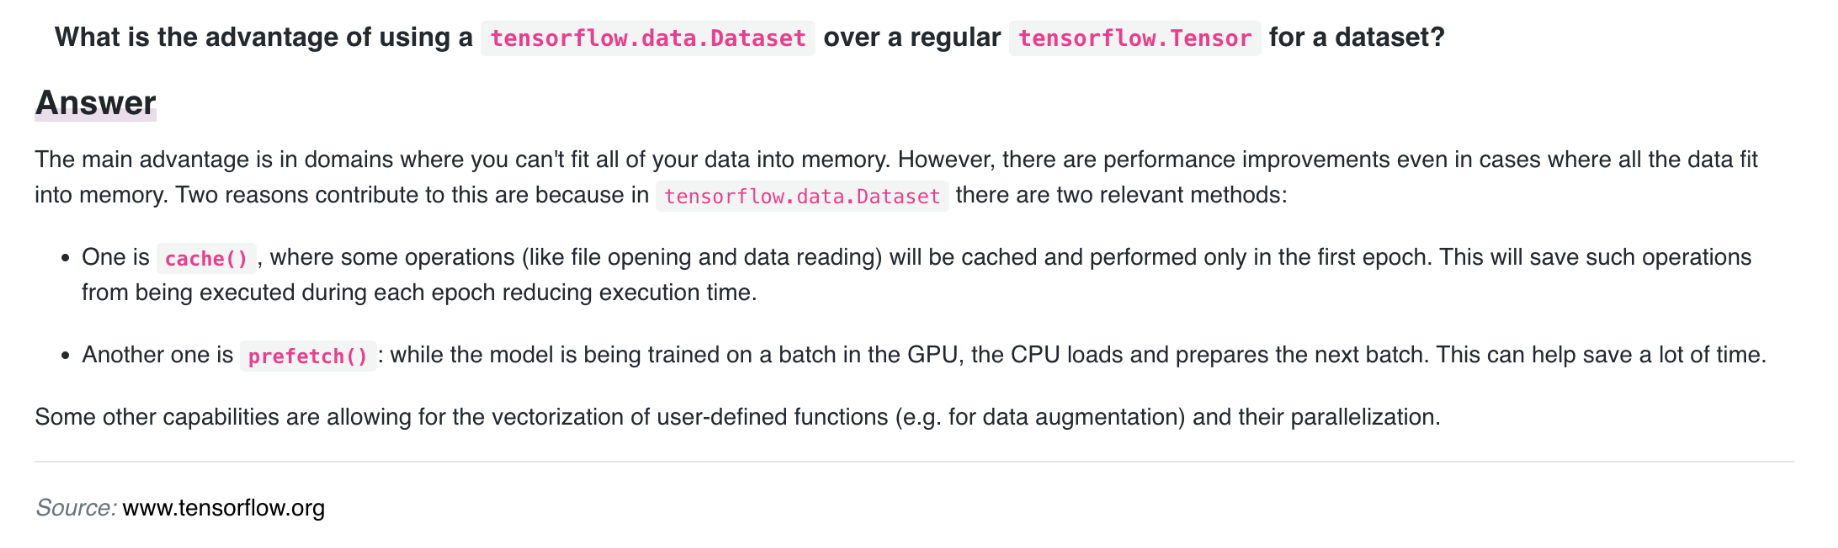 What is the advantage of using a tensorflow.data.Dataset over a regular tensorflow.Tensor for a dataset?
Answer
The main advantage is in domains where you can't fit all of your data into memory. However, there are performance improvements even in cases where all the data fit
into memory. Two reasons contribute to this are because in tensorflow.data.Dataset there are two relevant methods:
• One is cache() , where some operations (like file opening and data reading) will be cached and performed only in the first epoch. This will save such operations
from being executed during each epoch reducing execution time.
• Another one is prefetch() : while the model is being trained on a batch in the GPU, the CPU loads and prepares the next batch. This can help save a lot of time.
Some other capabilities are allowing for the vectorization of user-defined functions (e.g. for data augmentation) and their parallelization.
Source: www.tensorflow.org